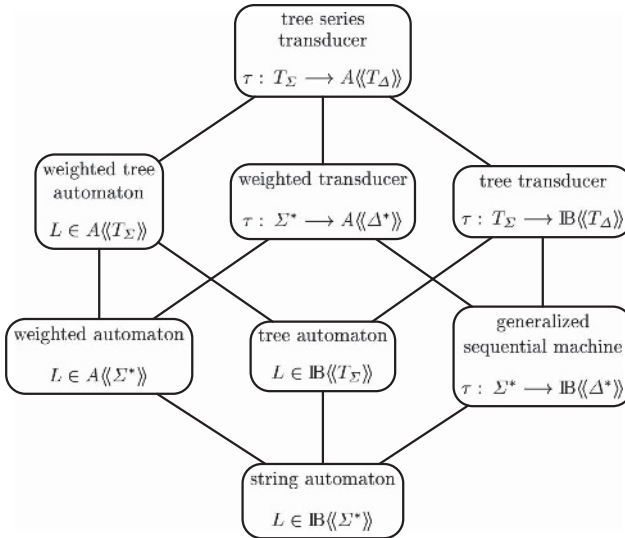 tree series
transducer
τ : T_Σ ⟶ A⟪T_Δ⟫
weighted tree
automaton
L ∈ A⟪T_Σ⟫
weighted transducer
τ : Σ* ⟶ A⟪Δ*⟫
tree transducer
τ : T_Σ ⟶ 𝔹⟪T_Δ⟫
weighted automaton
L ∈ A⟪Σ*⟫
tree automaton
L ∈ 𝔹⟪T_Σ⟫
generalized
sequential machine
τ : Σ* ⟶ 𝔹⟪Δ*⟫
string automaton
L ∈ 𝔹⟪Σ*⟫